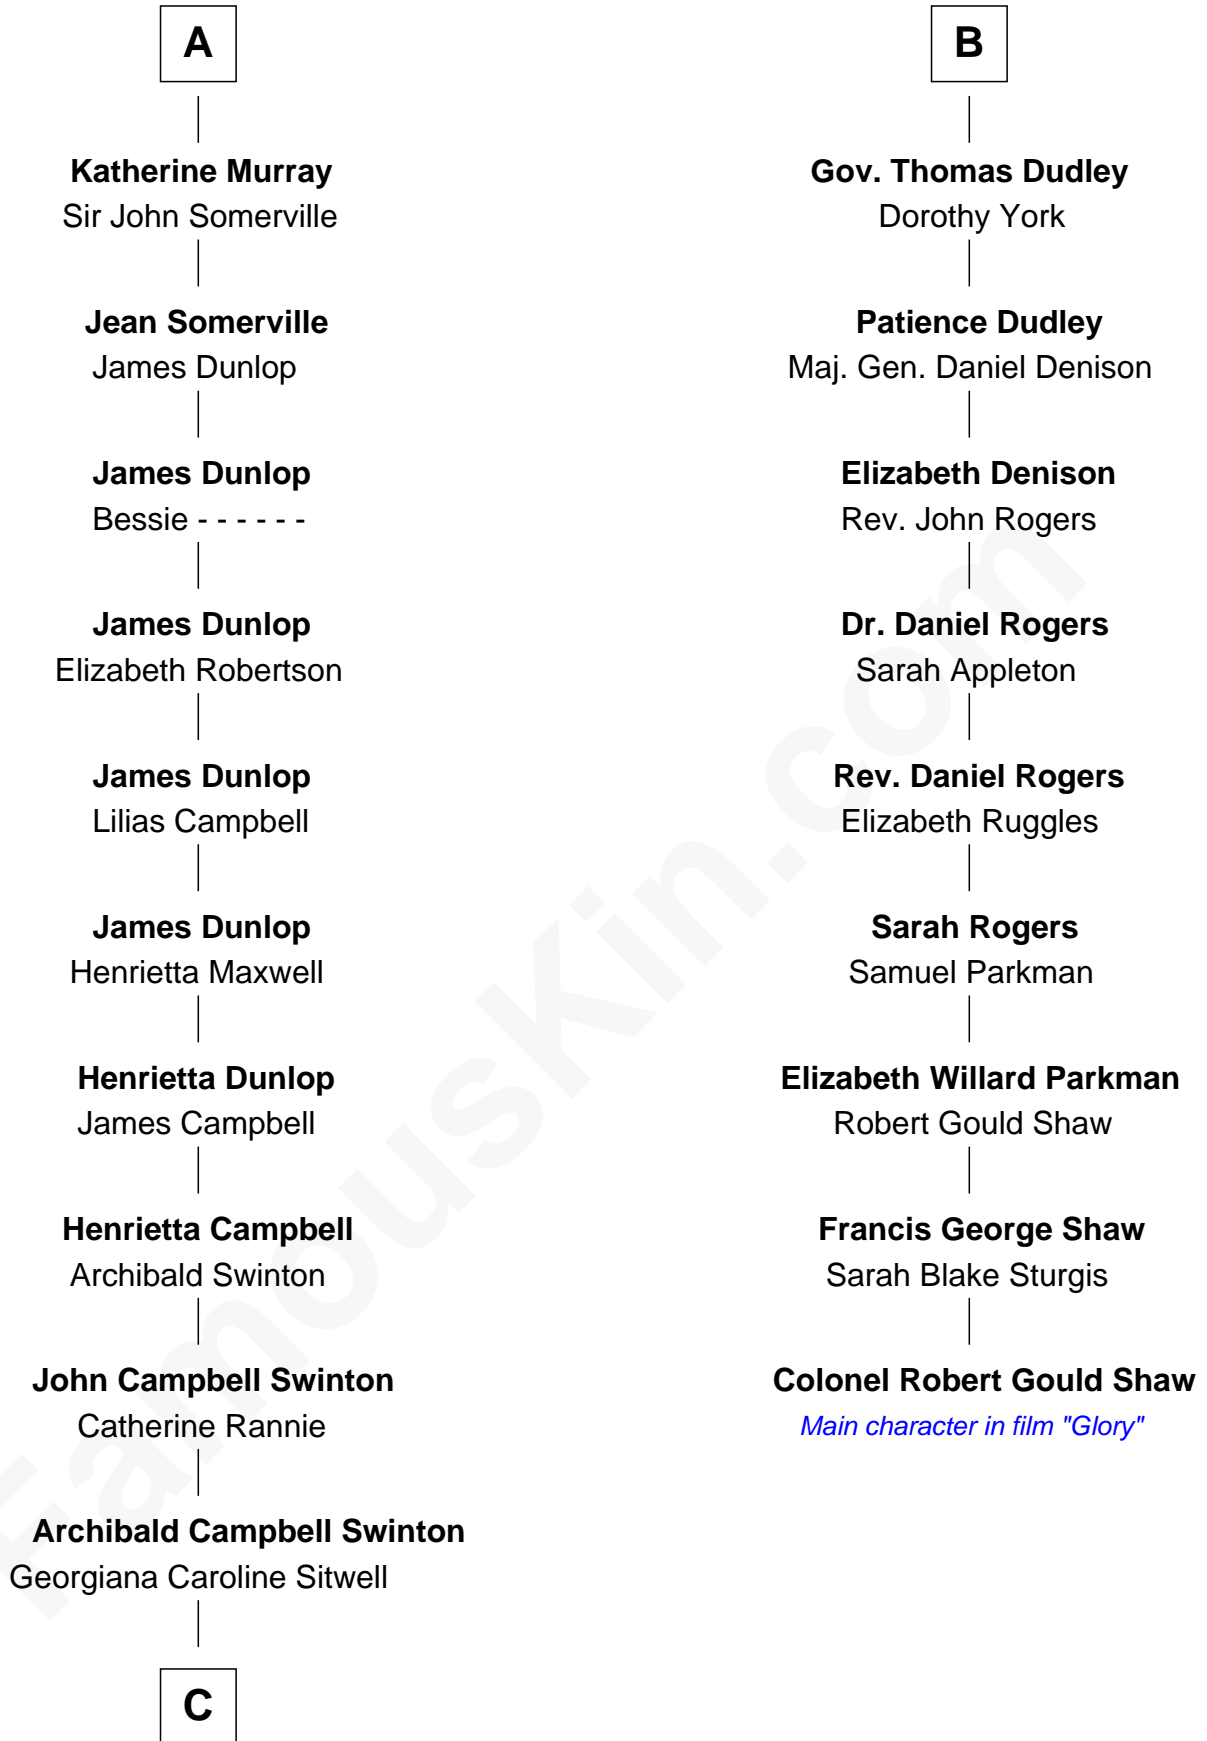 A
Katherine Murray
Sir John Somerville
Jean Somerville
James Dunlop
James Dunlop
Bessie - - - - - -
James Dunlop
Elizabeth Robertson
James Dunlop
Lilias Campbell
James Dunlop
Henrietta Maxwell
Henrietta Dunlop
James Campbell
Henrietta Campbell
Archibald Swinton
John Campbell Swinton
Catherine Rannie
Archibald Campbell Swinton
Georgiana Caroline Sitwell
C
B
Gov. Thomas Dudley
Dorothy York
Patience Dudley
Maj. Gen. Daniel Denison
Elizabeth Denison
Rev. John Rogers
Dr. Daniel Rogers
Sarah Appleton
Rev. Daniel Rogers
Elizabeth Ruggles
Sarah Rogers
Samuel Parkman
Elizabeth Willard Parkman
Robert Gould Shaw
Francis George Shaw
Sarah Blake Sturgis
Colonel Robert Gould Shaw
Main character in film "Glory"
FamousKin.com